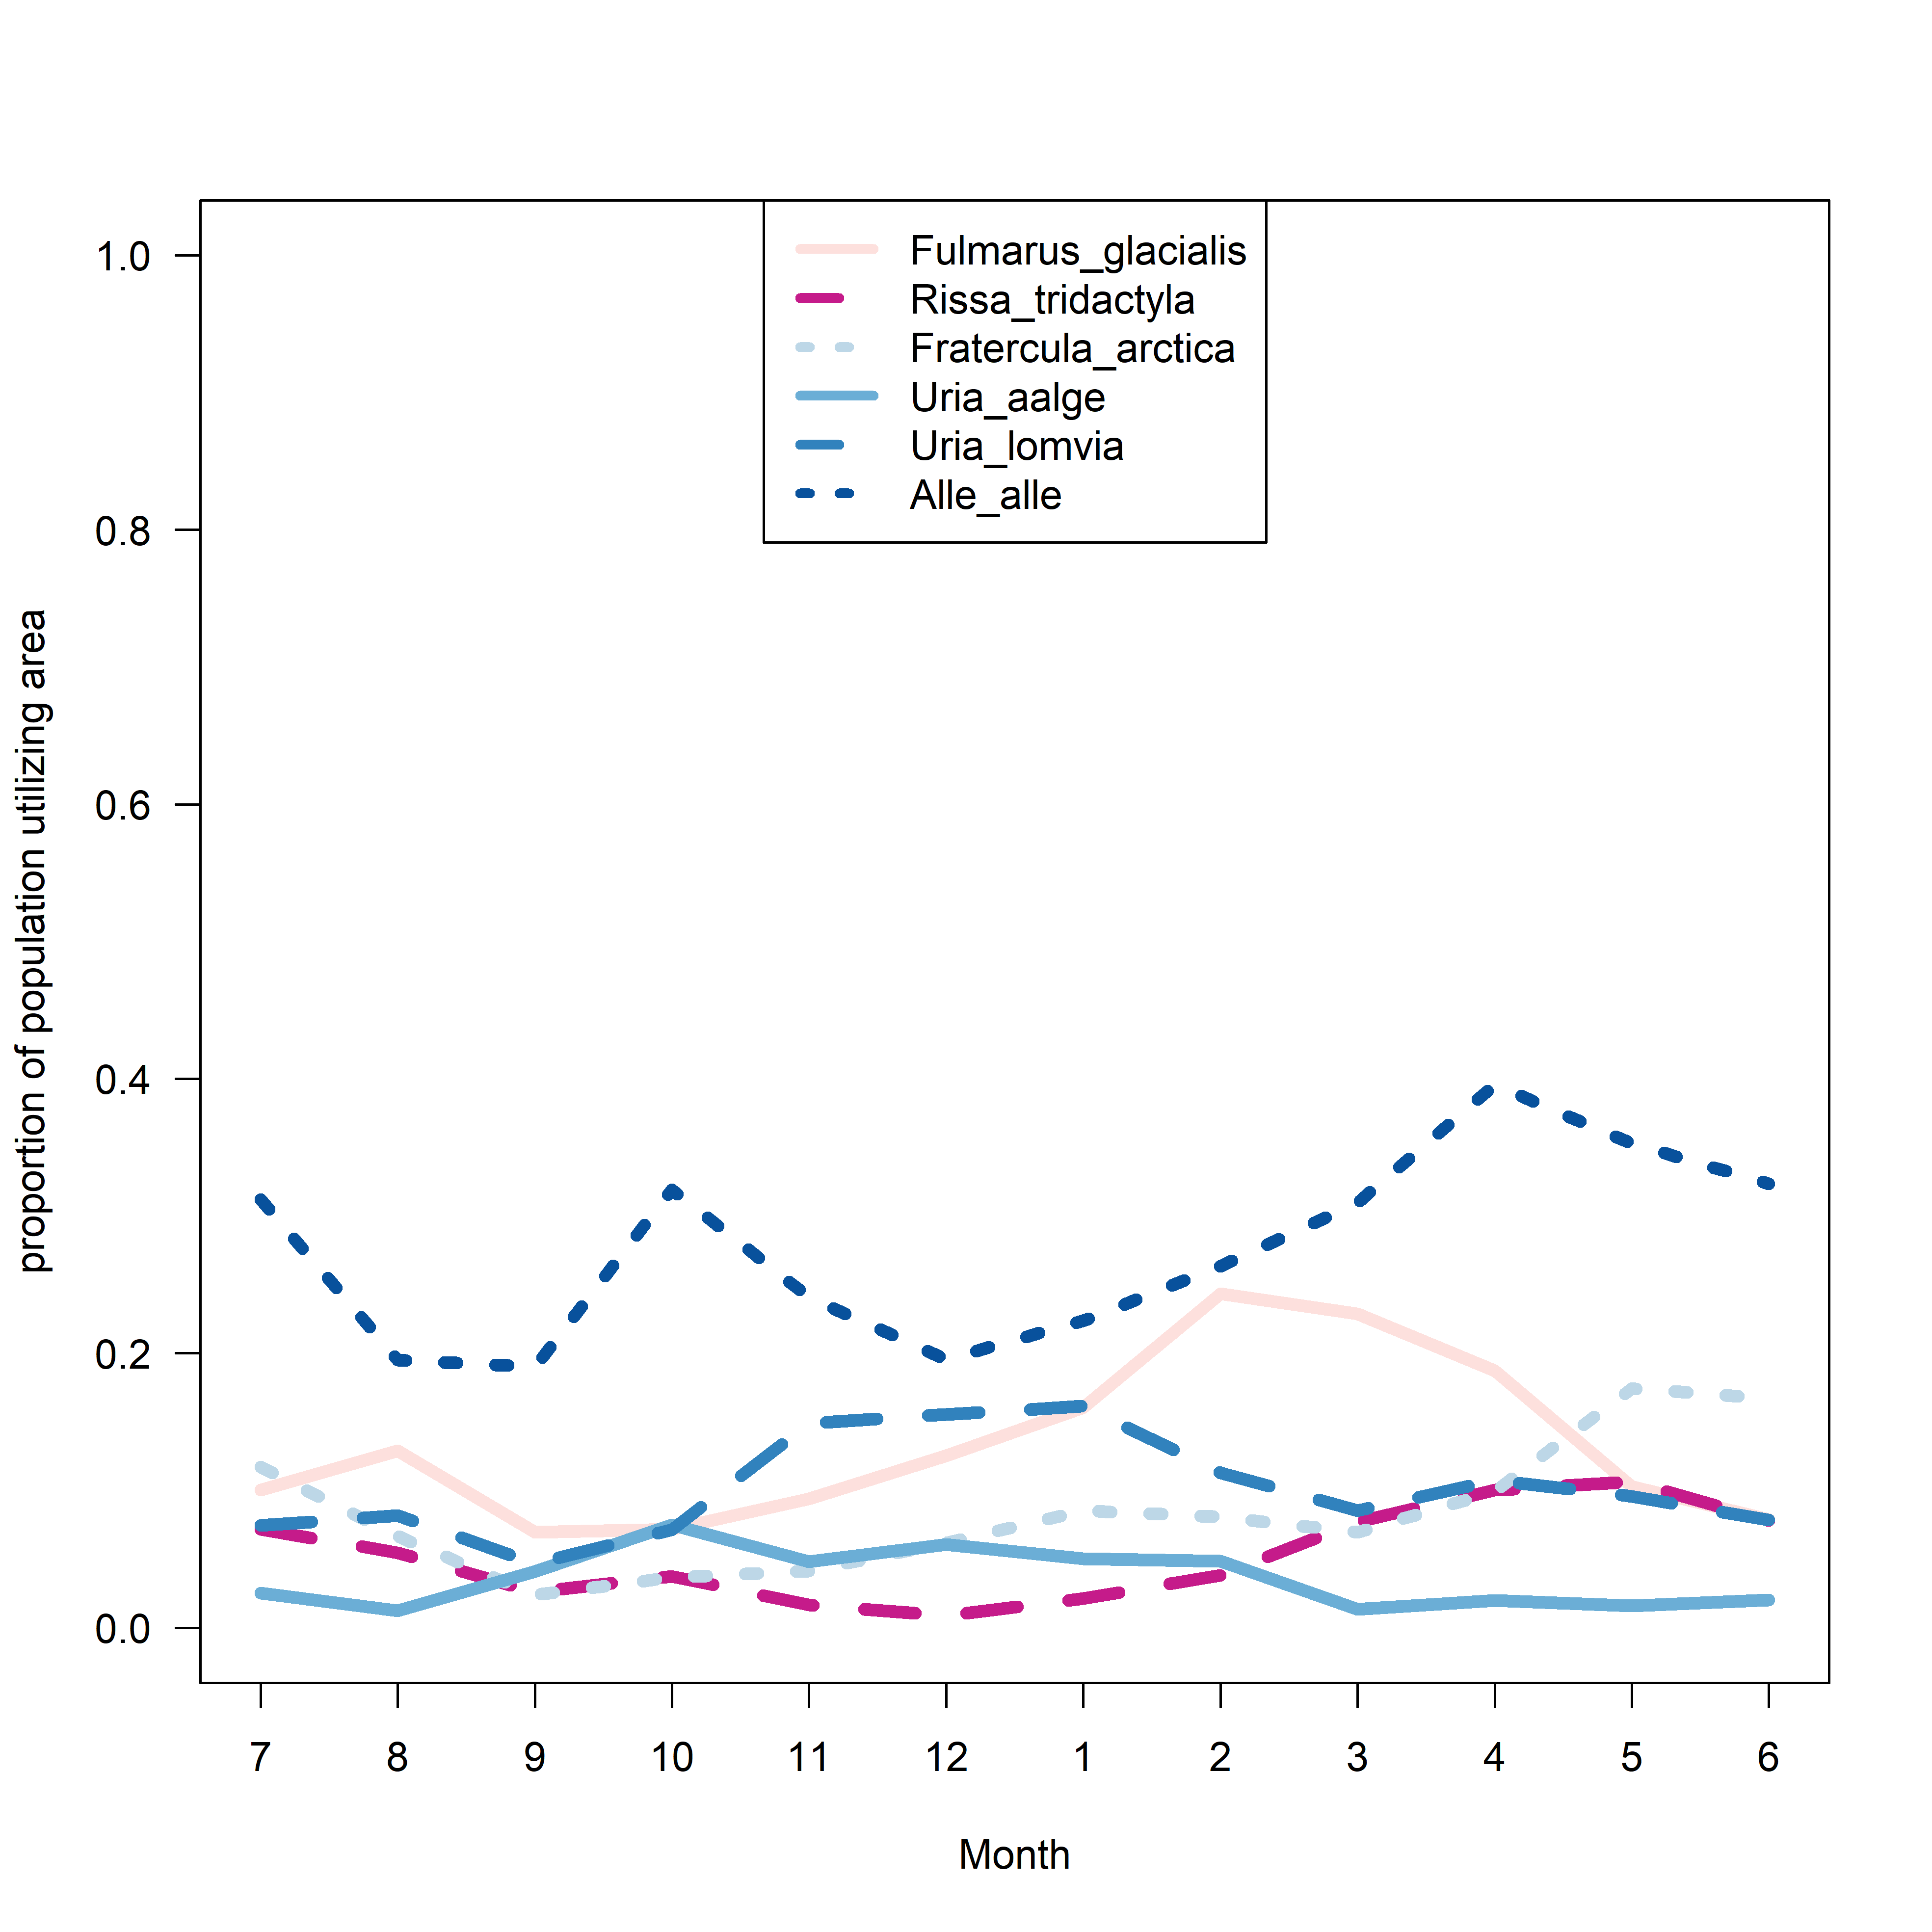 Fulmarus_glacialis
Rissa_tridactyla
Fratercula_arctica
Uria_aalge
Uria_lomvia
Alle_alle
1.0
0.8
0.6
0.4
0.2
0.0
proportion of population utilizing area
7 8 9 10 11 12 1 2 3 4 5 6
Month